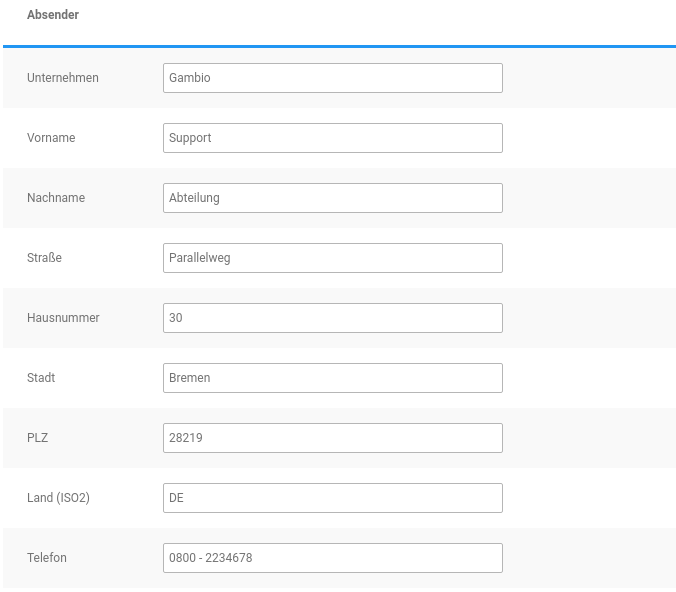 Absender
Unternehmen Gambio
Vorname Support
Nachname Abteilung
Straße Parallelweg
Hausnummer 30
Stadt Bremen
PLZ 28219
Land (ISO2) DE
Telefon 0800 - 2234678